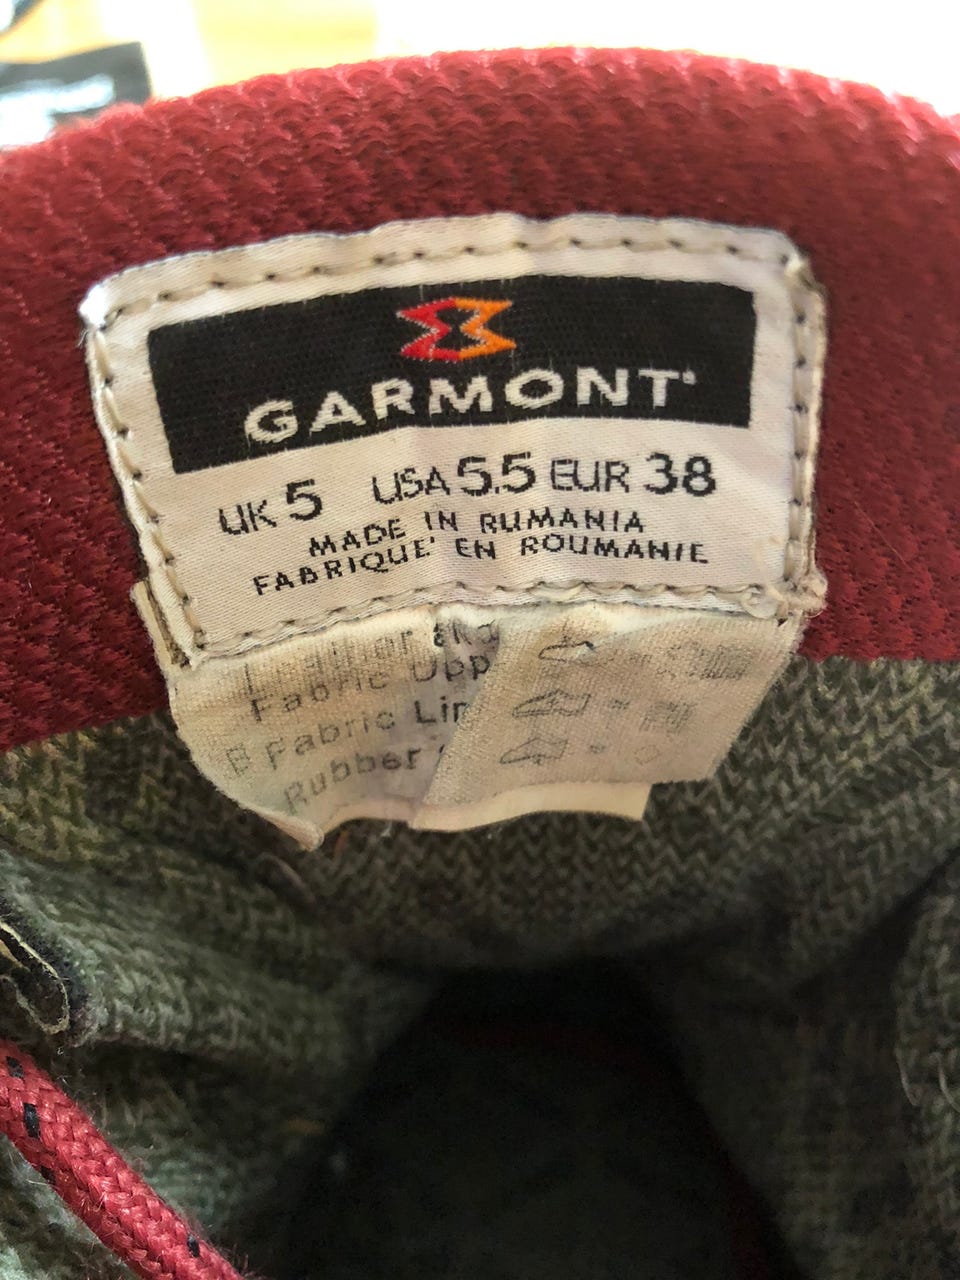 GARMONT
UK 5 USA 5.5 EUR 38
MADE IN RUMANIA
FABRIQUE' EN ROUMANIE
Fabric Upp
Fabric Lin
Rubber